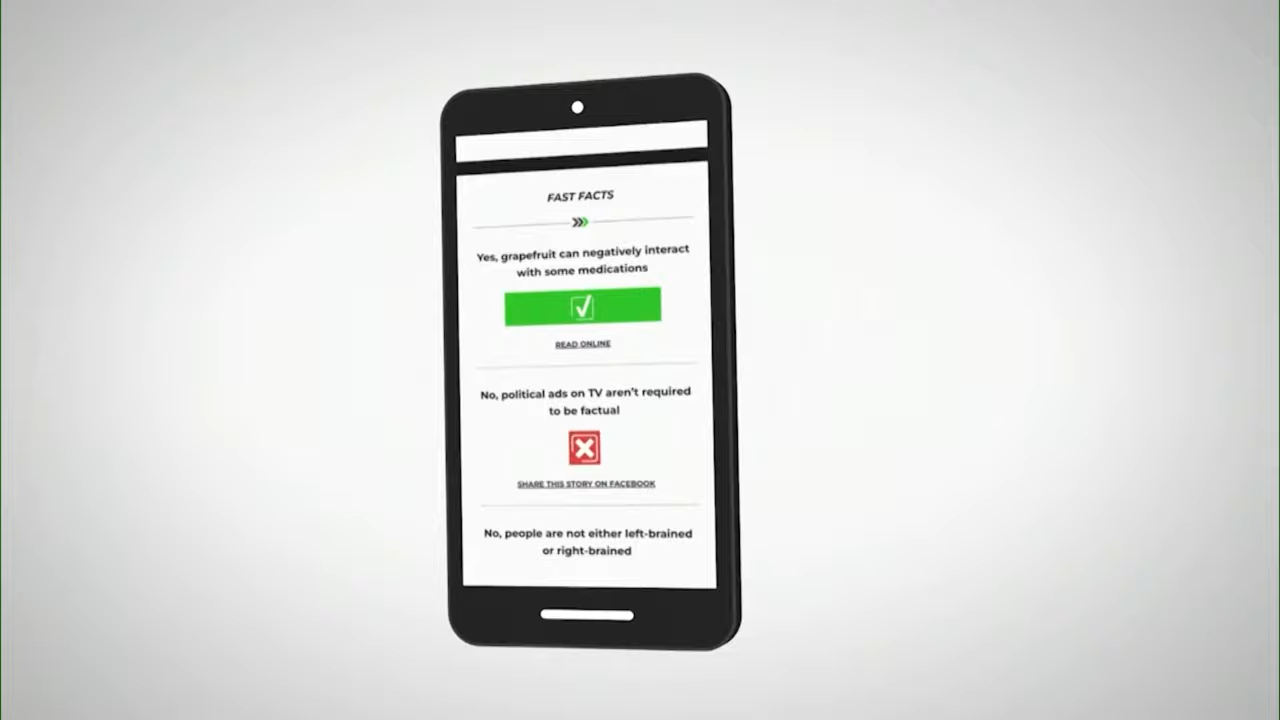 FAST FACTS
Yes, grapefruit can negatively interact
with some medications
READ ONLINE
No, political ads on TV aren't required
to be factual
SHARE THIS STORY ON FACEBOOK
No, people are not either left-brained
or right-brained